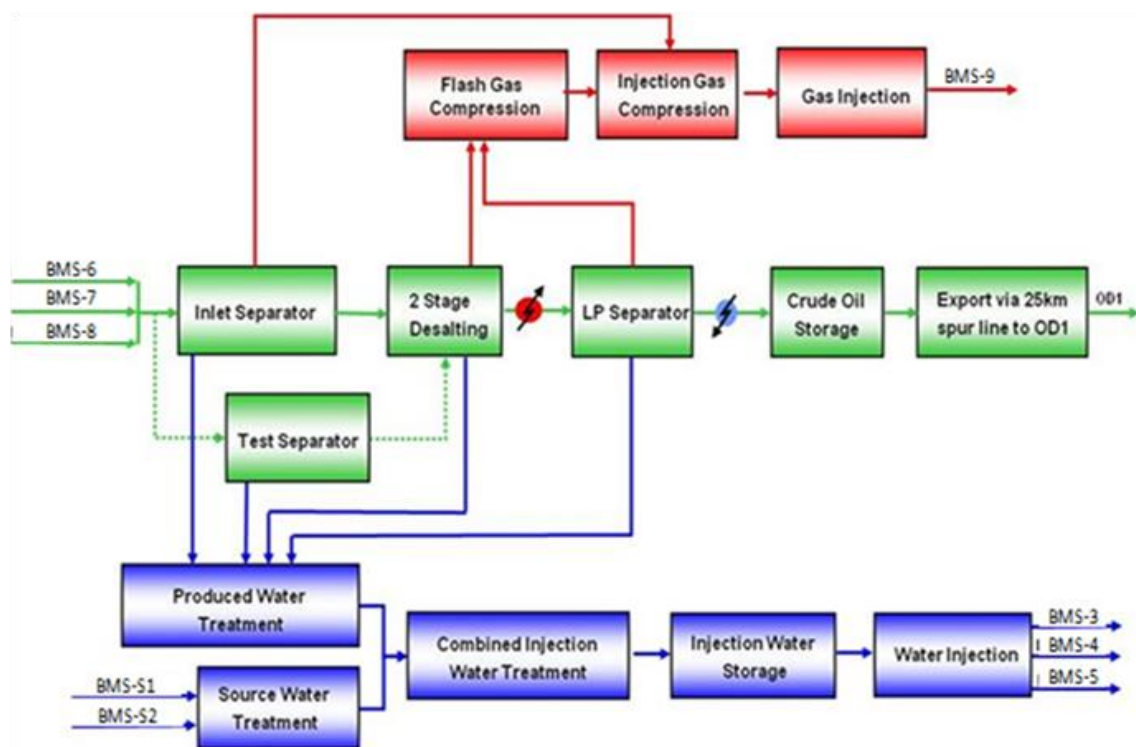 BMS-9
Flash Gas
Compression
Injection Gas
Compression
Gas Injection
BMS-6
BMS-7
BMS-8
Inlet Separator
2 Stage
Desalting
LP Separator
Crude Oil
Storage
Export via 25km
spur line to OD1
OD1
Test Separator
Produced Water
Treatment
Combined Injection
Water Treatment
Injection Water
Storage
Water Injection
BMS-3
BMS-4
BMS-5
BMS-S1
BMS-S2
Source Water
Treatment